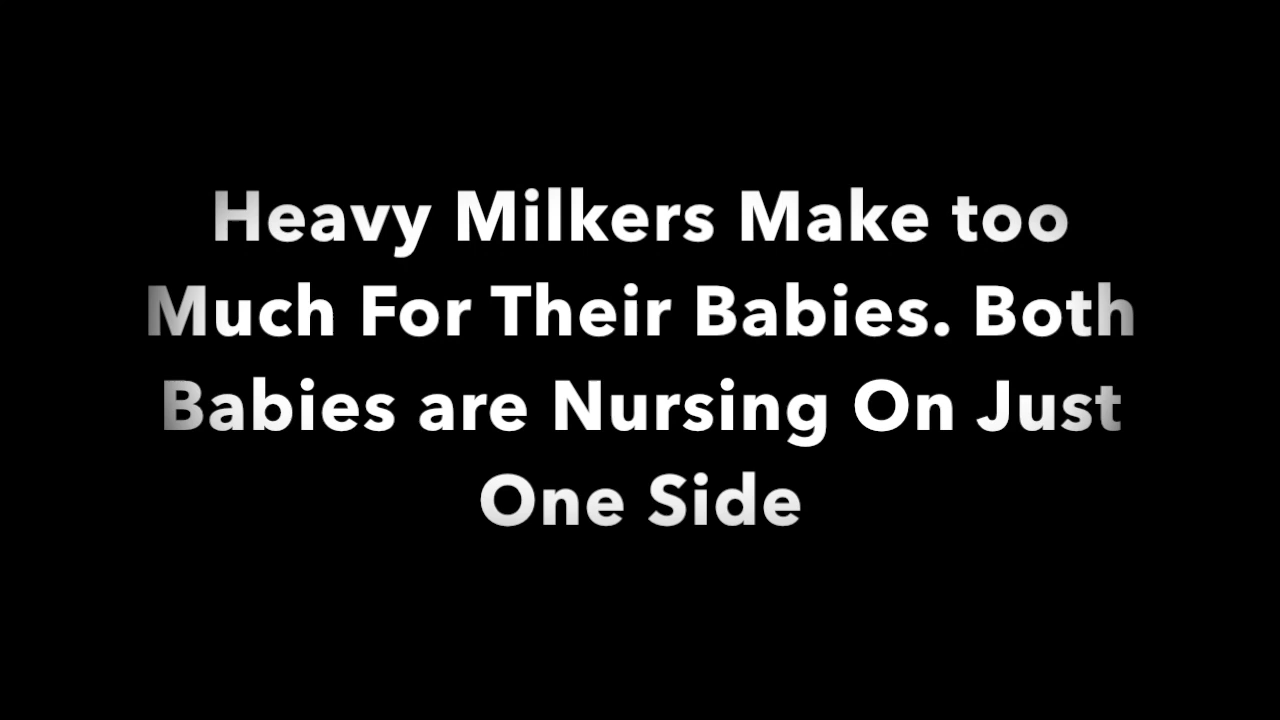 Heavy Milkers Make too
Much For Their Babies. Both
Babies are Nursing On Just
One Side